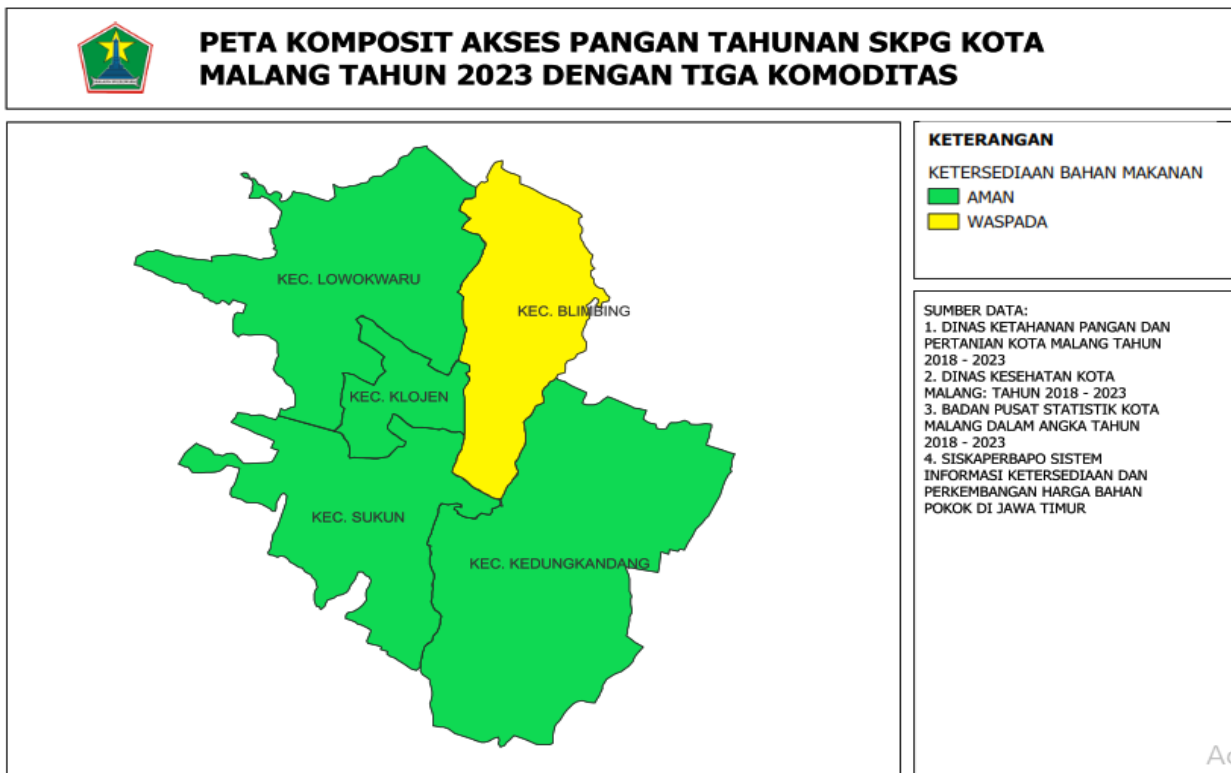 PETA KOMPOSIT AKSES PANGAN TAHUNAN SKPG KOTA
MALANG TAHUN 2023 DENGAN TIGA KOMODITAS
KEC. LOWOKWARU
KEC. BLIMBING
KEC. KLOJEN
KEC. SUKUN
KEC. KEDUNGKANDANG
KETERANGAN
KETERSEDIAAN BAHAN MAKANAN
AMAN
WASPADA
SUMBER DATA:
1. DINAS KETAHANAN PANGAN DAN
PERTANIAN KOTA MALANG TAHUN
2018 - 2023
2. DINAS KESEHATAN KOTA
MALANG: TAHUN 2018 - 2023
3. BADAN PUSAT STATISTIK KOTA
MALANG DALAM ANGKA TAHUN
2018 - 2023
4. SISKAPERBAPO SISTEM
INFORMASI KETERSEDIAAN DAN
PERKEMBANGAN HARGA BAHAN
POKOK DI JAWA TIMUR